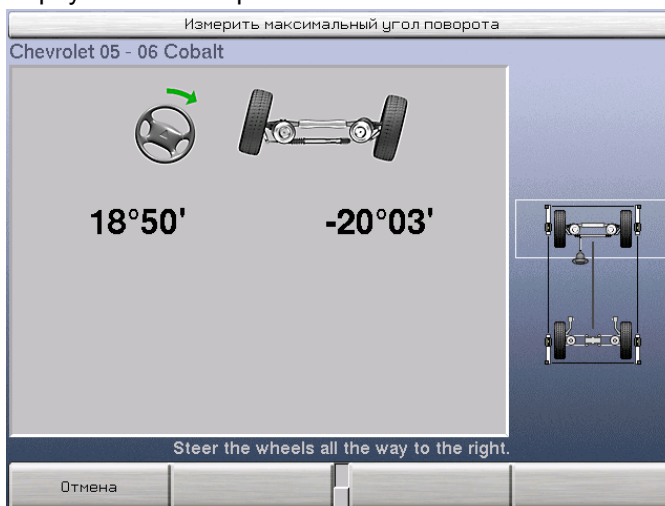 Измерить максимальный угол поворота
Chevrolet 05 - 06 Cobalt
18°50' -20°03'
Steer the wheels all the way to the right.
Отмена